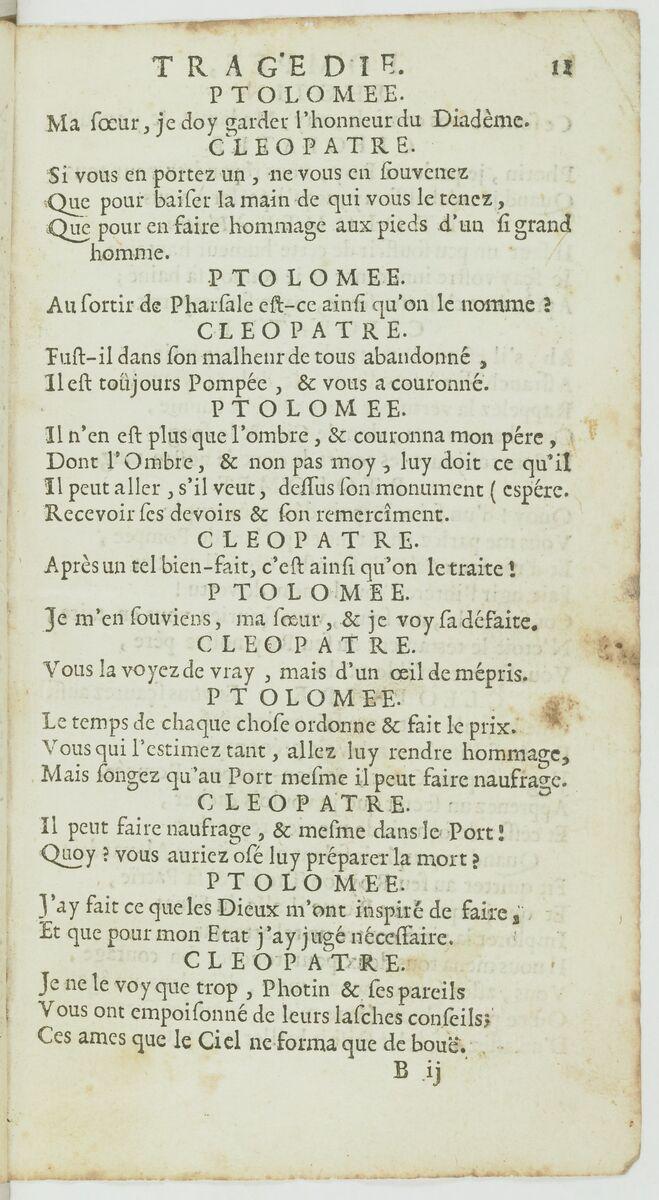 TRAGEDIE. 11
PTOLOMEE.
Ma ſœur, je doy garder l'honneur du Diadème.
CLEOPATRE.
Si vous en portez un, ne vous en ſouvenez
Que pour baiſer la main de qui vous le tenez,
Que pour en faire hommage aux pieds d'un ſi grand
homme.
PTOLOMEE.
Au ſortir de Pharſale eſt-ce ainſi qu'on le nomme ?
CLEOPATRE.
Fuſt-il dans ſon malheur de tous abandonné,
Il eſt toûjours Pompée, & vous a couronné.
PTOLOMEE.
Il n'en eſt plus que l'ombre, & couronna mon pére,
Dont l'Ombre, & non pas moy, luy doit ce qu'il
Il peut aller, s'il veut, deſſus ſon monument ( eſpére.
Recevoir ſes devoirs & ſon remercîment.
CLEOPATRE.
Après un tel bien-fait, c'eſt ainſi qu'on le traite !
PTOLOMEE.
Je m'en ſouviens, ma ſœur, & je voy ſa défaite.
CLEOPATRE.
Vous la voyez de vray, mais d'un œil de mépris.
PTOLOMEE.
Le temps de chaque choſe ordonne & fait le prix.
Vous qui l'eſtimez tant, allez luy rendre hommage,
Mais ſongez qu'au Port meſme il peut faire naufrage.
CLEOPATRE.
Il peut faire naufrage, & meſme dans le Port !
Quoy ? vous auriez oſé luy préparer la mort ?
PTOLOMEE.
J'ay fait ce que les Dieux m'ont inſpiré de faire,
Et que pour mon Etat j'ay jugé néceſſaire.
CLEOPATRE.
Je ne le voy que trop, Photin & ſes pareils
Vous ont empoiſonné de leurs laſches conſeils;
Ces ames que le Ciel ne forma que de bouë.
B ij